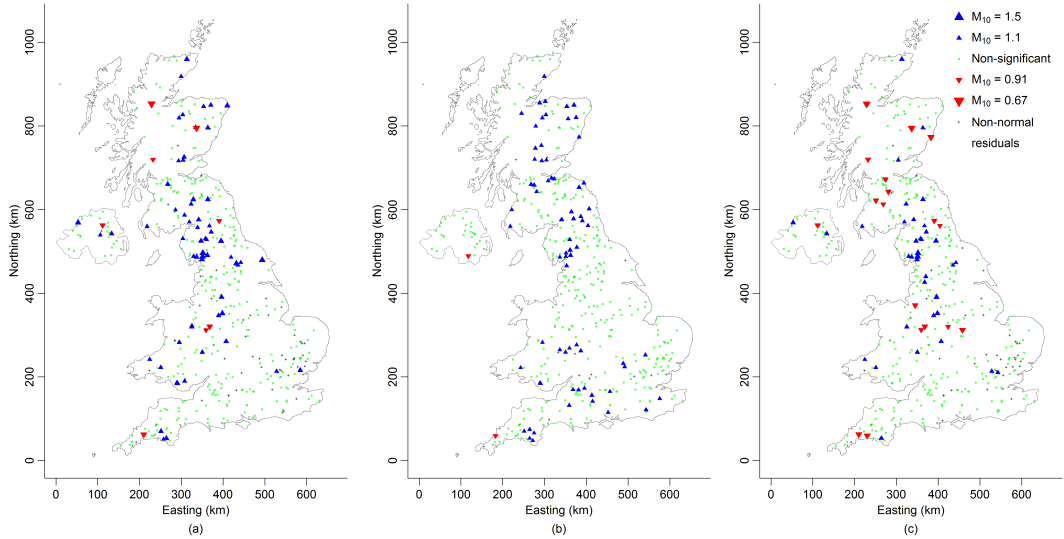 M10 = 1.5
M10 = 1.1
Non-significant
M10 = 0.91
M10 = 0.67
Non-normal
residuals
Northing (km)
0 200 400 600 800 1000
0 100 200 300 400 500 600
Easting (km)
(a)
Northing (km)
0 200 400 600 800 1000
0 100 200 300 400 500 600
Easting (km)
(b)
Northing (km)
0 200 400 600 800 1000
0 100 200 300 400 500 600
Easting (km)
(c)